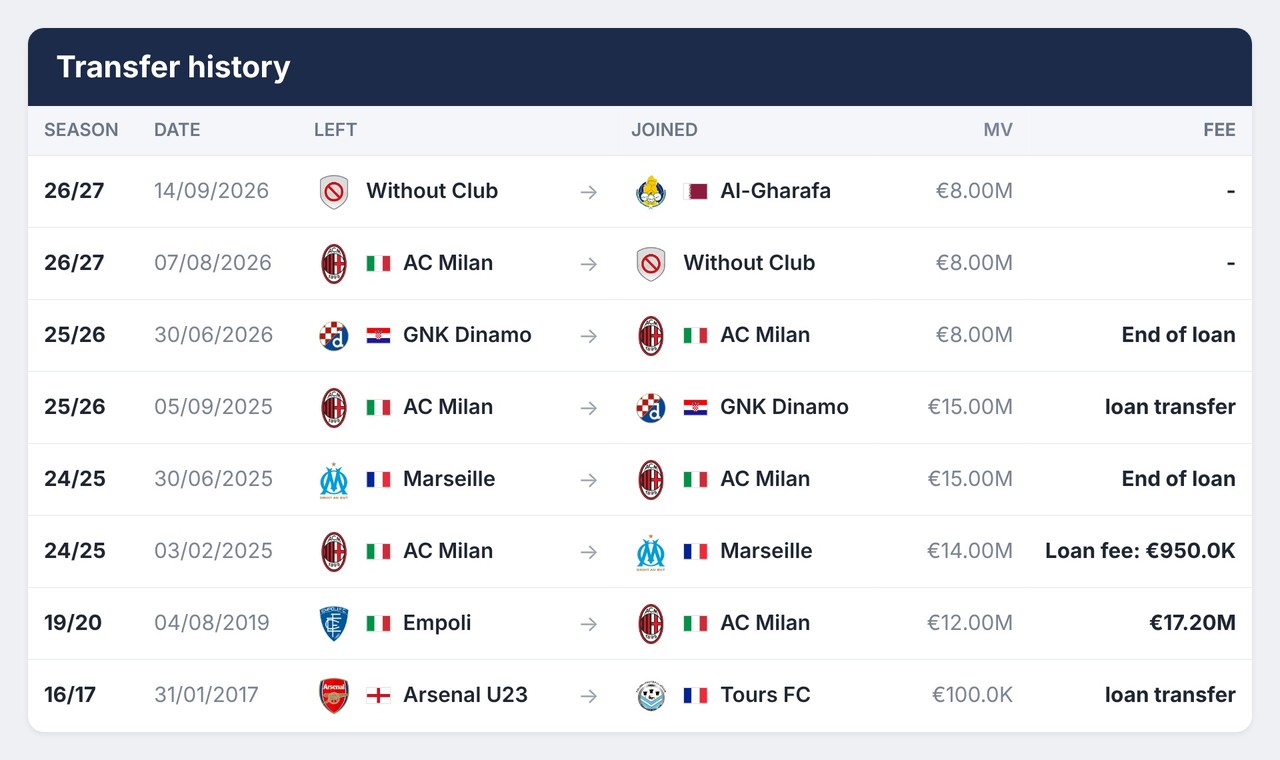 Transfer history
SEASON DATE LEFT JOINED MV FEE
26/27 14/09/2026 Without Club → Al-Gharafa €8.00M -
26/27 07/08/2026 AC Milan → Without Club €8.00M -
25/26 30/06/2026 GNK Dinamo → AC Milan €8.00M End of loan
25/26 05/09/2025 AC Milan → GNK Dinamo €15.00M loan transfer
24/25 30/06/2025 Marseille → AC Milan €15.00M End of loan
24/25 03/02/2025 AC Milan → Marseille €14.00M Loan fee: €950.0K
19/20 04/08/2019 Empoli → AC Milan €12.00M €17.20M
16/17 31/01/2017 Arsenal U23 → Tours FC €100.0K loan transfer